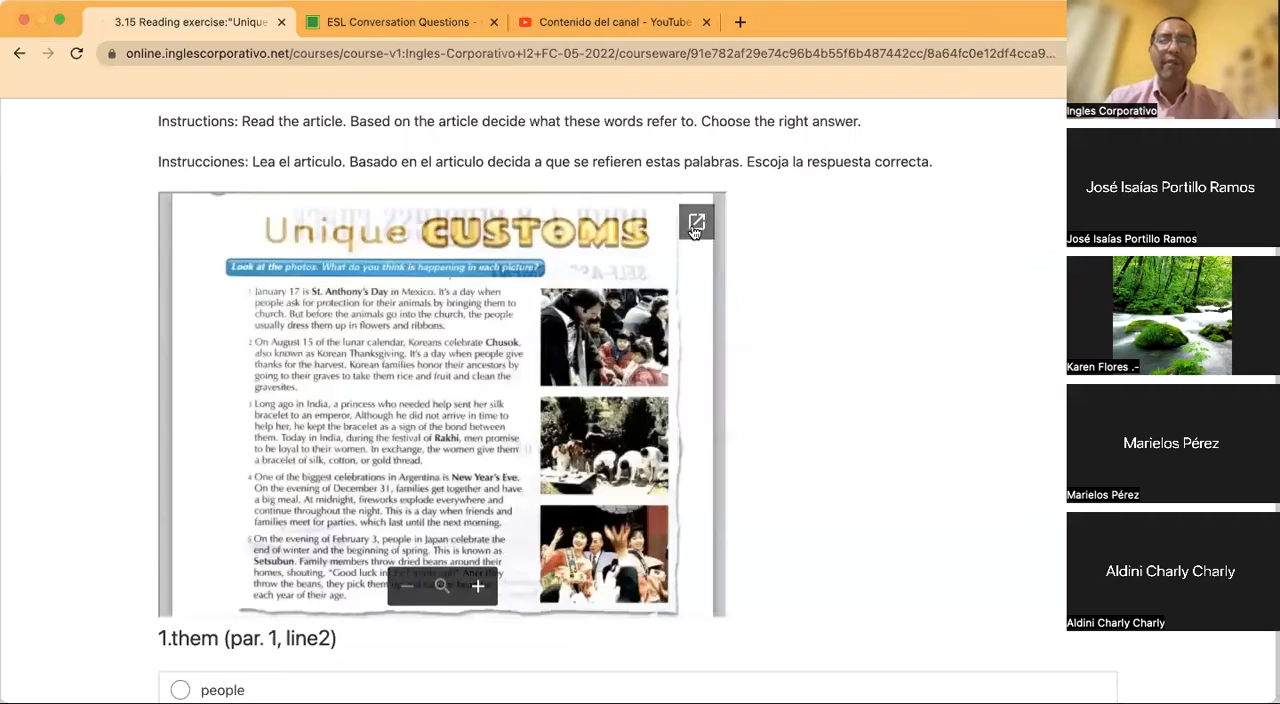 3.15 Reading exercise:"Unique
ESL Conversation Questions -
Contenido del canal - YouTube
online.inglescorporativo.net/courses/course-v1:Ingles-Corporativo+I2+FC-05-2022/courseware/91e782af29e74c96b4b55f6b487442cc/8a64fc0e12df4cca9...
Instructions: Read the article. Based on the article decide what these words refer to. Choose the right answer.
Instrucciones: Lea el articulo. Basado en el articulo decida a que se refieren estas palabras. Escoja la respuesta correcta.
Unique CUSTOMS
Look at the photos. What do you think is happening in each picture?
1 January 17 is St. Anthony's Day in Mexico. It's a day when
people ask for protection for their animals by bringing them to
church. But before the animals go into the church, the people
usually dress them up in flowers and ribbons.
2 On August 15 of the lunar calendar, Koreans celebrate Chusok,
also known as Korean Thanksgiving. It's a day when people give
thanks for the harvest. Korean families honor their ancestors by
going to their graves to take them rice and fruit and clean the
gravesites.
3 Long ago in India, a princess who needed help sent her silk
bracelet to an emperor. Although he did not arrive in time to
help her, he kept the bracelet as a sign of the bond between
them. Today in India, during the festival of Rakhi, men promise
to be loyal to their women. In exchange, the women give them
a bracelet of silk, cotton, or gold thread.
4 One of the biggest celebrations in Argentina is New Year's Eve.
On the evening of December 31, families get together and have
a big meal. At midnight, fireworks explode everywhere and
continue throughout the night. This is a day when friends and
families meet for parties, which last until the next morning.
5 On the evening of February 3, people in Japan celebrate the
end of winter and the beginning of spring. This is known as
Setsubun. Family members throw dried beans around their
homes, shouting, "Good luck in After they
throw the beans, they pick them
each year of their age.
1.them (par. 1, line2)
people
Ingles Corporativo
José Isaías Portillo Ramos
José Isaías Portillo Ramos
Karen Flores .-
Marielos Pérez
Marielos Pérez
Aldini Charly Charly
Aldini Charly Charly